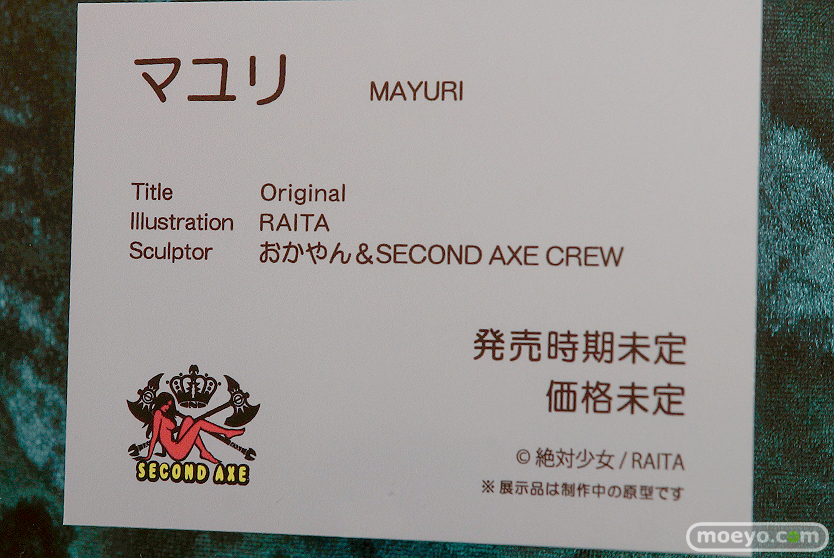 マユリ MAYURI
Title Original
Illustration RAITA
Sculptor おかやん&SECOND AXE CREW
発売時期未定
価格未定
© 絶対少女/RAITA
※展示品は制作中の原型です
SECOND AXE
moeyo.com